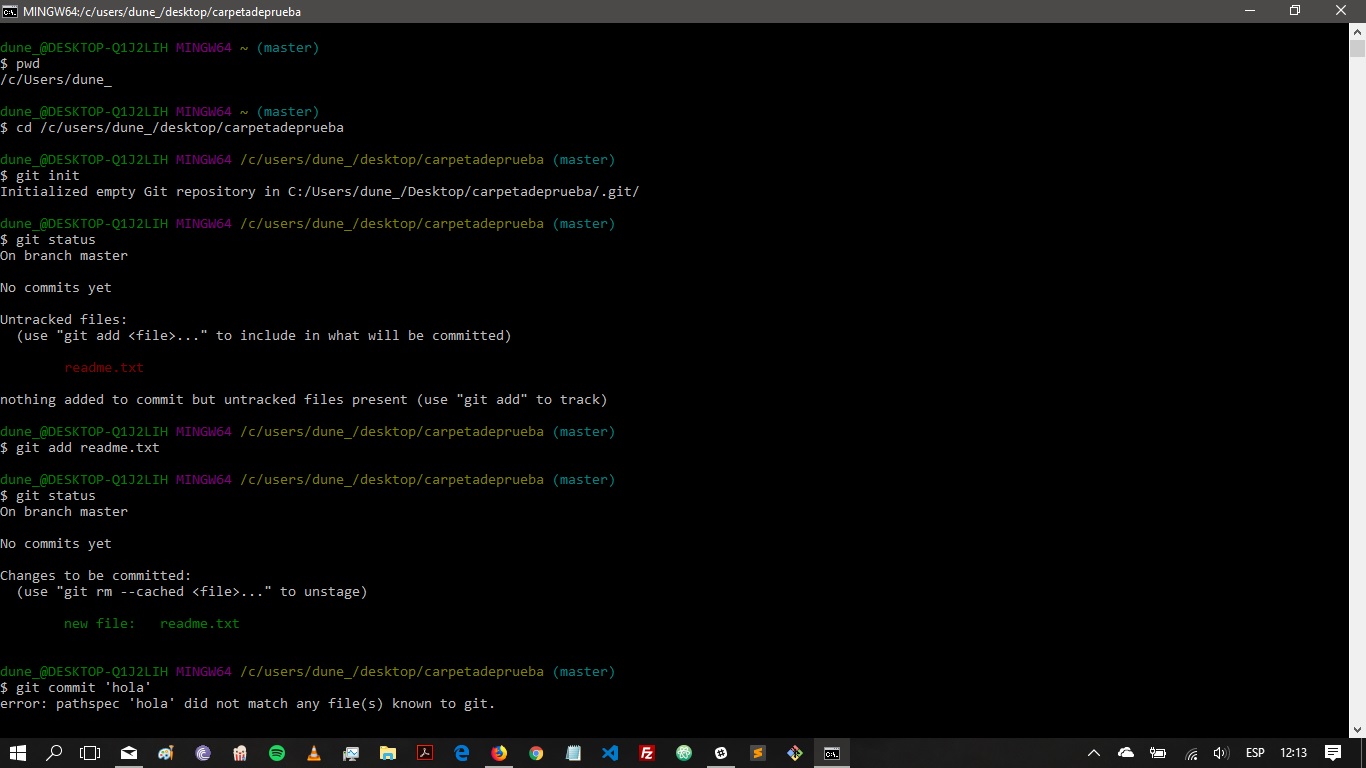 MINGW64:/c/users/dune_/desktop/carpetadeprueba
dune_@DESKTOP-Q1J2LIH MINGW64 ~ (master)
$ pwd
/c/Users/dune_
dune_@DESKTOP-Q1J2LIH MINGW64 ~ (master)
$ cd /c/users/dune_/desktop/carpetadeprueba
dune_@DESKTOP-Q1J2LIH MINGW64 /c/users/dune_/desktop/carpetadeprueba (master)
$ git init
Initialized empty Git repository in C:/Users/dune_/Desktop/carpetadeprueba/.git/
dune_@DESKTOP-Q1J2LIH MINGW64 /c/users/dune_/desktop/carpetadeprueba (master)
$ git status
On branch master
No commits yet
Untracked files:
  (use "git add <file>..." to include in what will be committed)
        readme.txt
nothing added to commit but untracked files present (use "git add" to track)
dune_@DESKTOP-Q1J2LIH MINGW64 /c/users/dune_/desktop/carpetadeprueba (master)
$ git add readme.txt
dune_@DESKTOP-Q1J2LIH MINGW64 /c/users/dune_/desktop/carpetadeprueba (master)
$ git status
On branch master
No commits yet
Changes to be committed:
  (use "git rm --cached <file>..." to unstage)
        new file:   readme.txt
dune_@DESKTOP-Q1J2LIH MINGW64 /c/users/dune_/desktop/carpetadeprueba (master)
$ git commit 'hola'
error: pathspec 'hola' did not match any file(s) known to git.
ESP 12:13